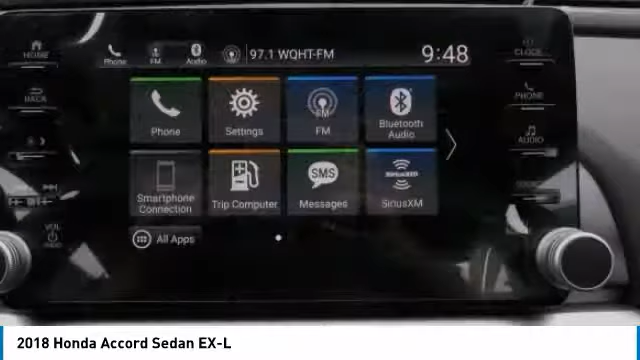 HOME
Phone FM Audio 97.1 WQHT-FM 9:48
CLOCK
BACK
PHONE
Phone Settings FM Bluetooth Audio
AUDIO
Smartphone Connection Trip Computer SMS Messages SIRIUSXM SiriusXM
VOL
All Apps
2018 Honda Accord Sedan EX-L